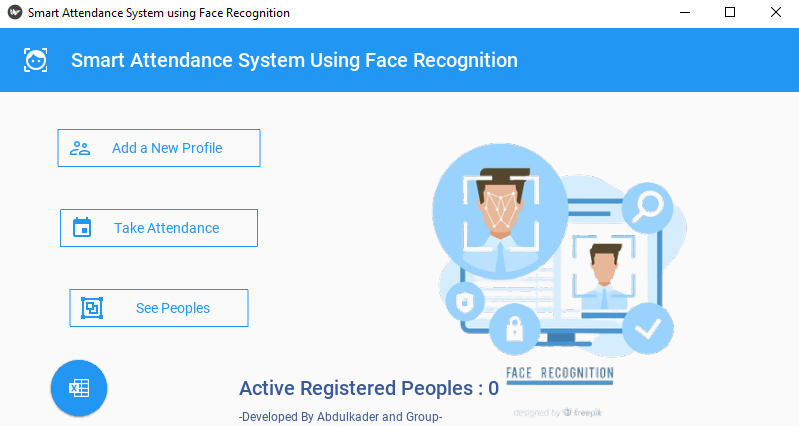 Smart Attendance System using Face Recognition
Smart Attendance System Using Face Recognition
Add a New Profile
Take Attendance
See Peoples
FACE RECOGNITION
Active Registered Peoples : 0
designed by freepik
-Developed By Abdulkader and Group-